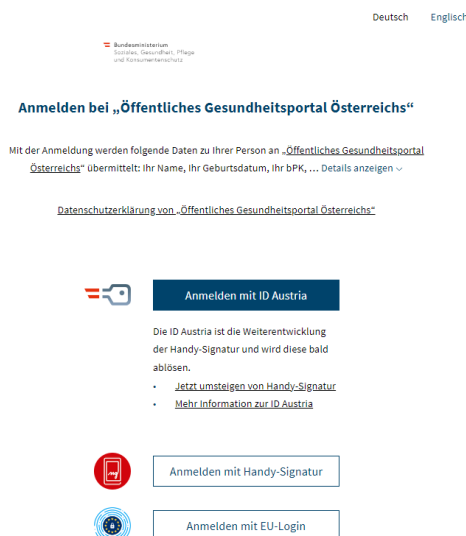 Deutsch Englisch
Bundesministerium
Soziales, Gesundheit, Pflege
und Konsumentenschutz
Anmelden bei „Öffentliches Gesundheitsportal Österreichs“
Mit der Anmeldung werden folgende Daten zu Ihrer Person an „Öffentliches Gesundheitsportal
Österreichs“ übermittelt: Ihr Name, Ihr Geburtsdatum, Ihr bPK, … Details anzeigen
Datenschutzerklärung von „Öffentliches Gesundheitsportal Österreichs“
Anmelden mit ID Austria
Die ID Austria ist die Weiterentwicklung
der Handy-Signatur und wird diese bald
ablösen.
• Jetzt umsteigen von Handy-Signatur
• Mehr Information zur ID Austria
Anmelden mit Handy-Signatur
Anmelden mit EU-Login